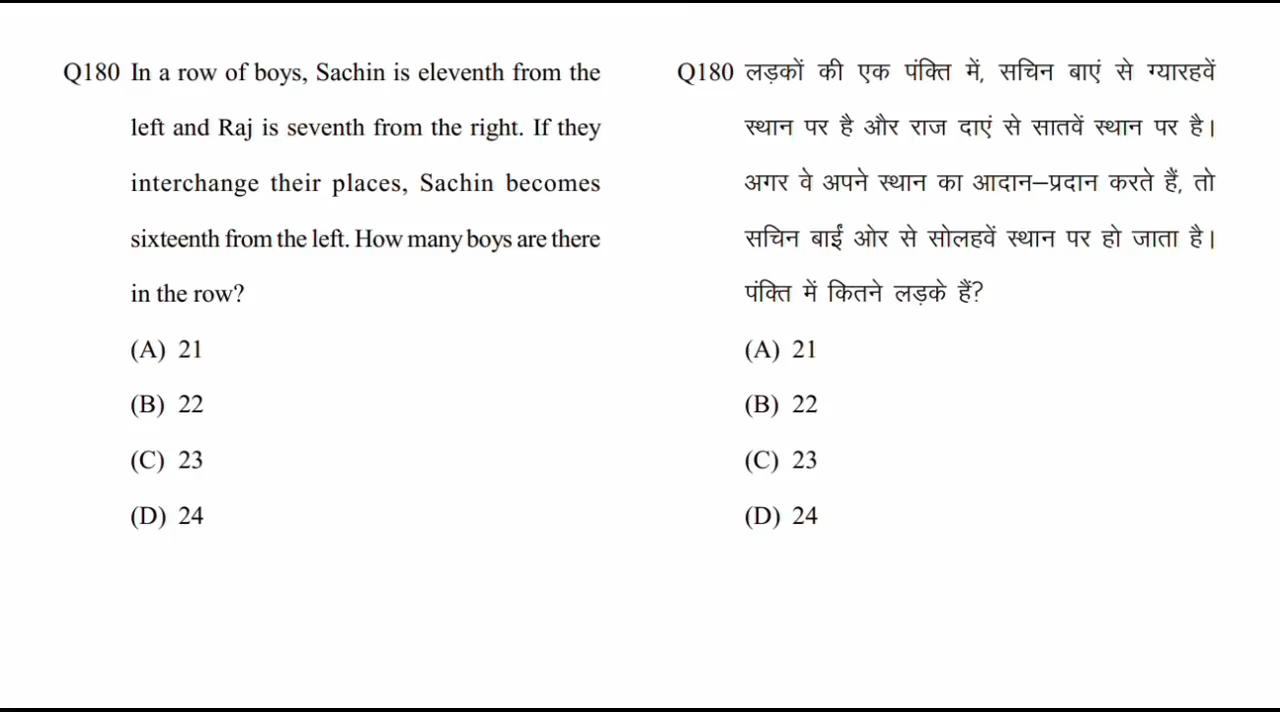 Q180 In a row of boys, Sachin is eleventh from the
left and Raj is seventh from the right. If they
interchange their places, Sachin becomes
sixteenth from the left. How many boys are there
in the row?
(A) 21
(B) 22
(C) 23
(D) 24
Q180 लड़कों की एक पंक्ति में, सचिन बाएं से ग्यारहवें
स्थान पर है और राज दाएं से सातवें स्थान पर है।
अगर वे अपने स्थान का आदान–प्रदान करते हैं, तो
सचिन बाईं ओर से सोलहवें स्थान पर हो जाता है।
पंक्ति में कितने लड़के हैं?
(A) 21
(B) 22
(C) 23
(D) 24